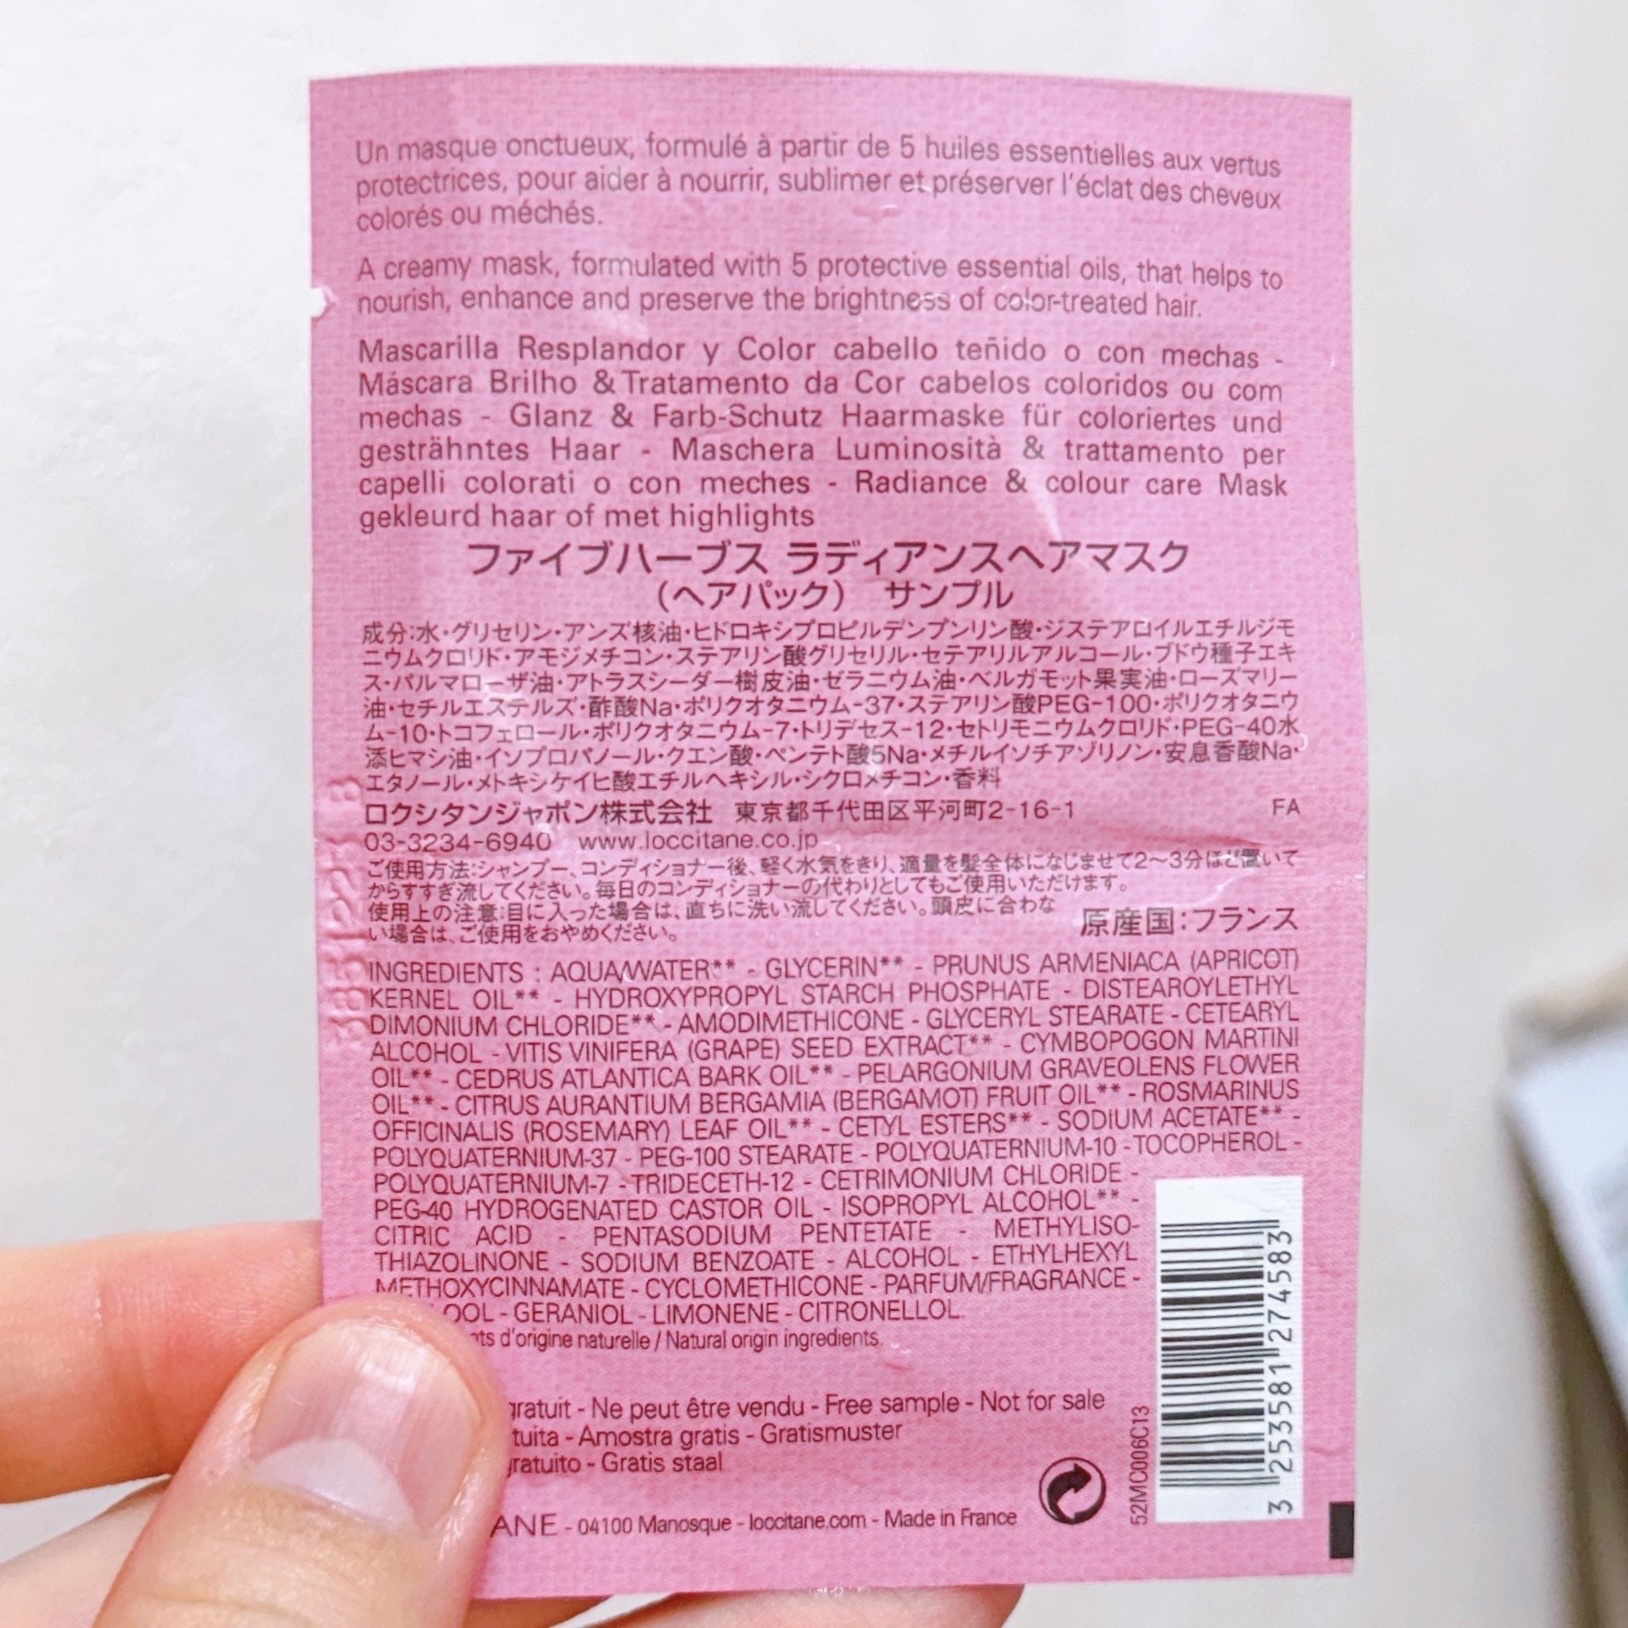 Un masque onctueux, formulé à partir de 5 huiles essentielles aux vertus
protectrices, pour aider à nourrir, sublimer et préserver l'éclat des cheveux
colorés ou méchés.
A creamy mask, formulated with 5 protective essential oils, that helps to
nourish, enhance and preserve the brightness of color-treated hair.
Mascarilla Resplandor y Color cabello teñido o con mechas -
Máscara Brilho & Tratamento da Cor cabelos coloridos ou com
mechas - Glanz & Farb-Schutz Haarmaske für coloriertes und
gesträhntes Haar - Maschera Luminosità & trattamento per
capelli colorati o con meches - Radiance & colour care Mask
gekleurd haar of met highlights
ファイブハーブス ラディアンスヘアマスク
（ヘアパック） サンプル
成分：水・グリセリン・アンズ核油・ヒドロキシプロピルデンプンリン酸・ジステアロイルエチルジモ
ニウムクロリド・アモジメチコン・ステアリン酸グリセリル・セテアリルアルコール・ブドウ種子エキ
ス・パルマローザ油・アトラスシーダー樹皮油・ゼラニウム油・ベルガモット果実油・ローズマリー
油・セチルエステルズ・酢酸Na・ポリクオタニウム-37・ステアリン酸PEG-100・ポリクオタニウ
ム-10・トコフェロール・ポリクオタニウム-7・トリデセス-12・セトリモニウムクロリド・PEG-40水
添ヒマシ油・イソプロパノール・クエン酸・ペンテト酸5Na・メチルイソチアゾリノン・安息香酸Na・
エタノール・メトキシケイヒ酸エチルヘキシル・シクロメチコン・香料
ロクシタンジャポン株式会社 東京都千代田区平河町2-16-1 FA
03-3234-6940 www.loccitane.co.jp
ご使用方法：シャンプー、コンディショナー後、軽く水気をきり、適量を髪全体になじませて2〜3分ほど置いて
からすすぎ流してください。毎日のコンディショナーの代わりとしてもご使用いただけます。
使用上の注意：目に入った場合は、直ちに洗い流してください。頭皮に合わな
い場合は、ご使用をおやめください。
原産国：フランス
INGREDIENTS : AQUA/WATER** - GLYCERIN** - PRUNUS ARMENIACA (APRICOT)
KERNEL OIL** - HYDROXYPROPYL STARCH PHOSPHATE - DISTEAROYLETHYL
DIMONIUM CHLORIDE** - AMODIMETHICONE - GLYCERYL STEARATE - CETEARYL
ALCOHOL - VITIS VINIFERA (GRAPE) SEED EXTRACT** - CYMBOPOGON MARTINI
OIL** - CEDRUS ATLANTICA BARK OIL** - PELARGONIUM GRAVEOLENS FLOWER
OIL** - CITRUS AURANTIUM BERGAMIA (BERGAMOT) FRUIT OIL** - ROSMARINUS
OFFICINALIS (ROSEMARY) LEAF OIL** - CETYL ESTERS** - SODIUM ACETATE** -
POLYQUATERNIUM-37 - PEG-100 STEARATE - POLYQUATERNIUM-10 - TOCOPHEROL -
POLYQUATERNIUM-7 - TRIDECETH-12 - CETRIMONIUM CHLORIDE -
PEG-40 HYDROGENATED CASTOR OIL - ISOPROPYL ALCOHOL** -
CITRIC ACID - PENTASODIUM PENTETATE - METHYLISO-
THIAZOLINONE - SODIUM BENZOATE - ALCOHOL - ETHYLHEXYL
METHOXYCINNAMATE - CYCLOMETHICONE - PARFUM/FRAGRANCE -
OOL - GERANIOL - LIMONENE - CITRONELLOL.
d'origine naturelle / Natural origin ingredients.
gratuit - Ne peut être vendu - Free sample - Not for sale
tuita - Amostra gratis - Gratismuster
gratuito - Gratis staal
ANE - 04100 Manosque - loccitane.com - Made in France
52MC006C13
3 253581 274583